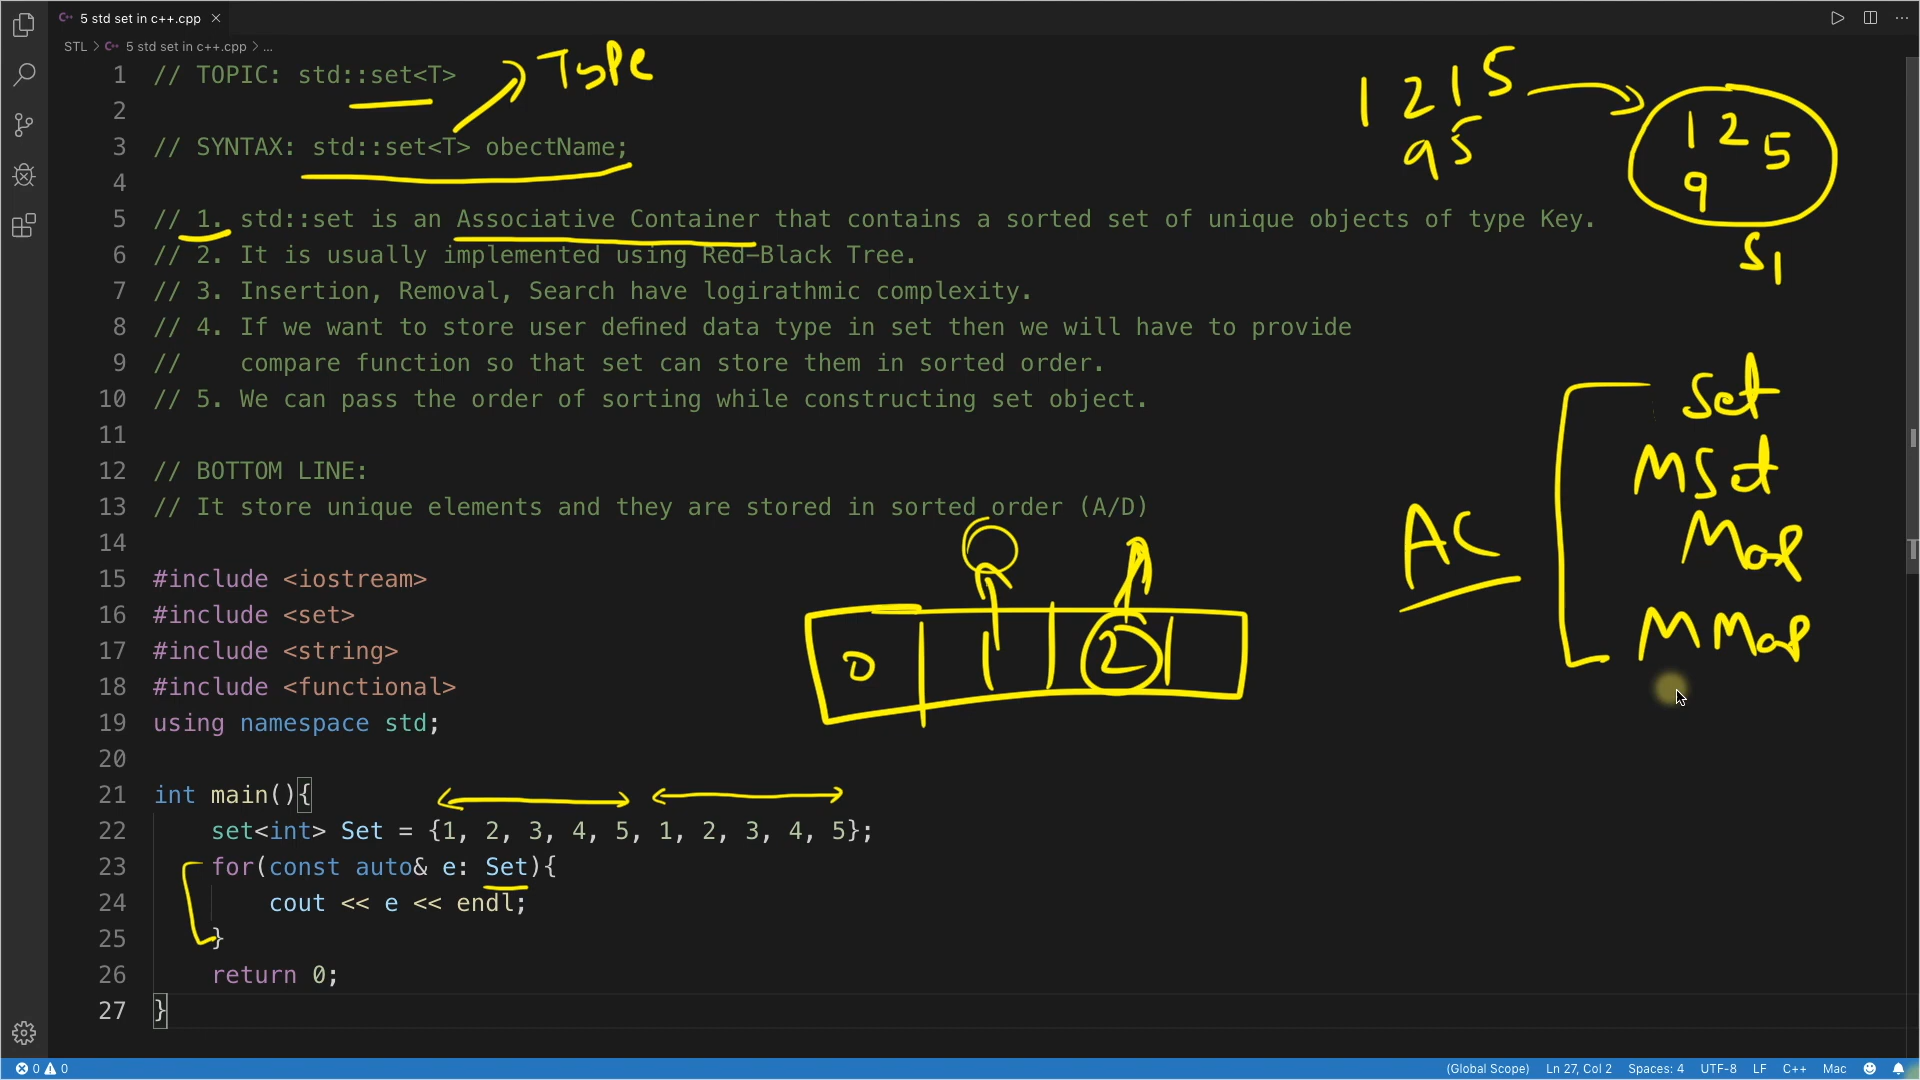 5 std set in c++.cpp
STL > 5 std set in c++.cpp > ...
1 // TOPIC: std::set<T>
Type
2
3 // SYNTAX: std::set<T> obectName;
4
5 // 1. std::set is an Associative Container that contains a sorted set of unique objects of type Key.
6 // 2. It is usually implemented using Red-Black Tree.
7 // 3. Insertion, Removal, Search have logirathmic complexity.
8 // 4. If we want to store user defined data type in set then we will have to provide
9 //    compare function so that set can store them in sorted order.
10 // 5. We can pass the order of sorting while constructing set object.
11
12 // BOTTOM LINE:
13 // It store unique elements and they are stored in sorted order (A/D)
14
15 #include <iostream>
16 #include <set>
17 #include <string>
18 #include <functional>
19 using namespace std;
20
21 int main(){
22     set<int> Set = {1, 2, 3, 4, 5, 1, 2, 3, 4, 5};
23     for(const auto& e: Set){
24         cout << e << endl;
25     }
26     return 0;
27 }
1 2 1 5
9 5
1 2 5
9
S1
Set
MSet
Map
MMap
AC
0 1 2
0 0
(Global Scope) Ln 27, Col 2 Spaces: 4 UTF-8 LF C++ Mac